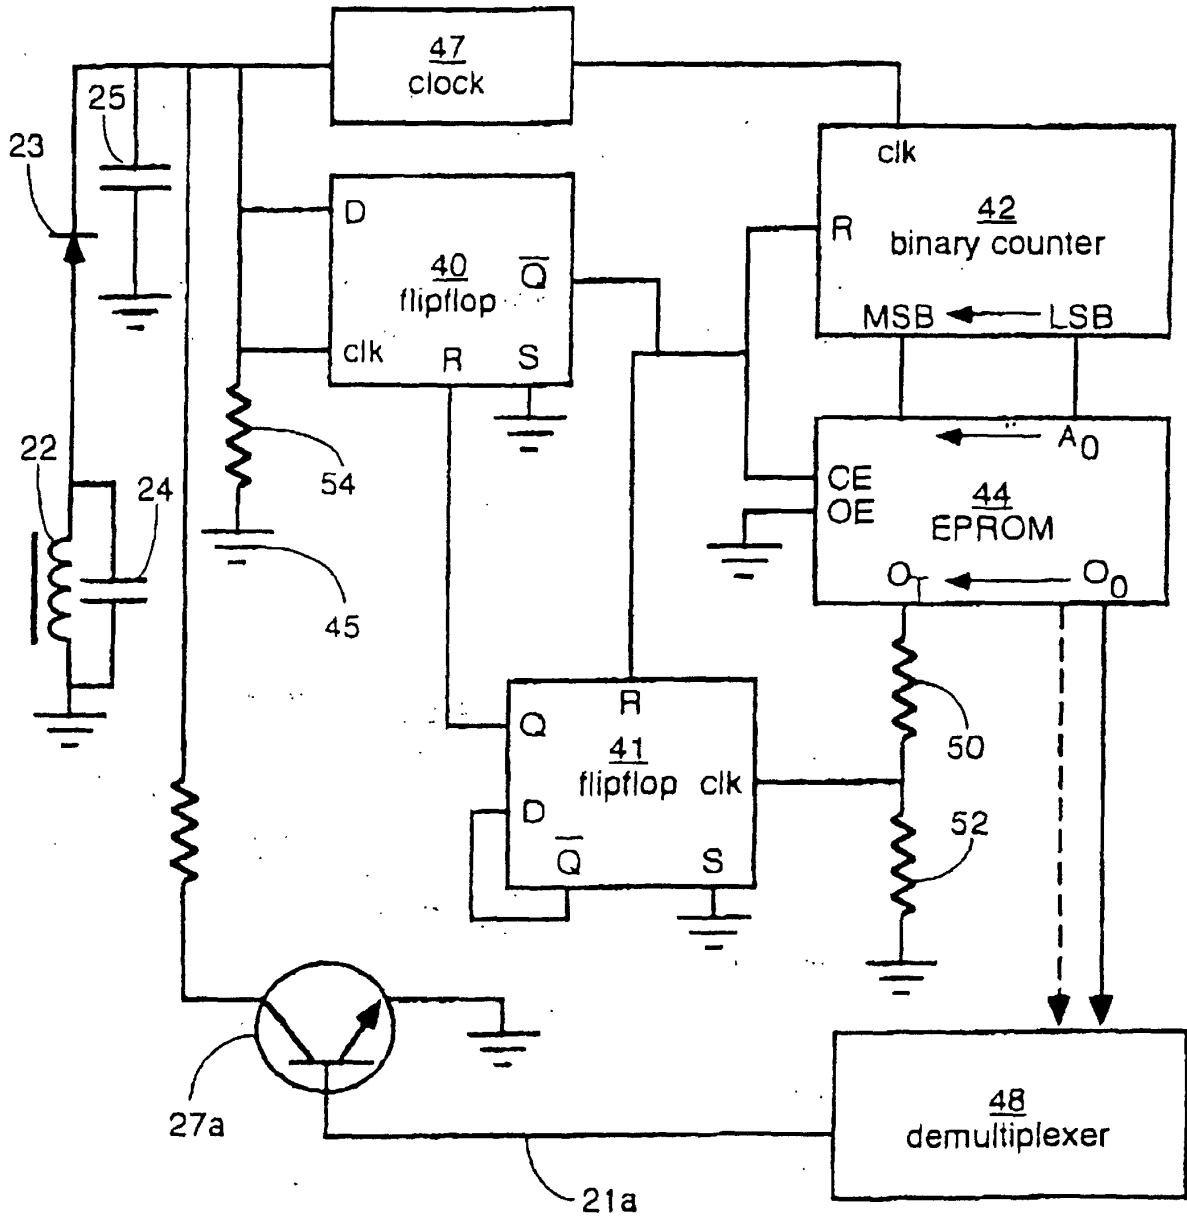 47
clock
25
23
clk
D
42
R
binary counter
40
Q
flipflop
MSB
LSB
clk
R
S
A0
22
24
54
CE
44
OE
EPROM
O0
45
R
Q
50
41
flipflop
clk
D
52
Q
S
27a
48
demultiplexer
21a